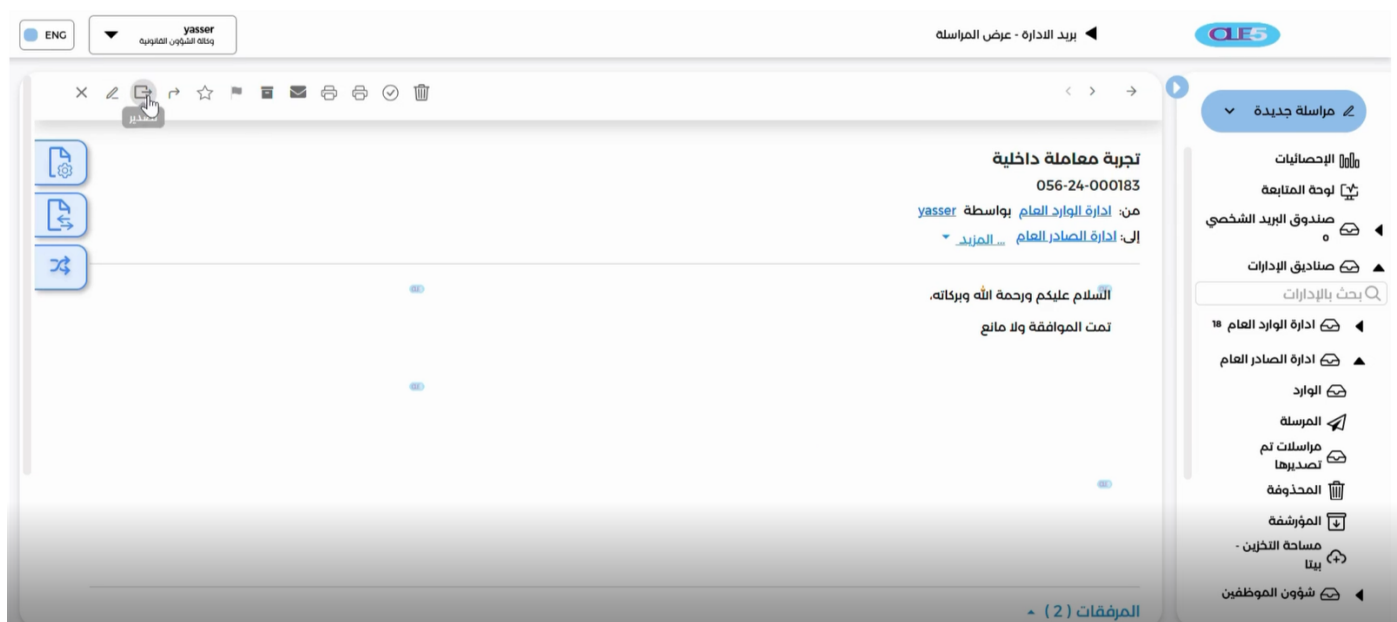 CLE5
بريد الادارة - عرض المراسلة
yasser
وكالة الشؤون القانونية
ENG
مراسلة جديدة
الإحصائيات
لوحة المتابعة
صندوق البريد الشخصي
0
صناديق الإدارات
بحث بالإدارات
ادارة الوارد العام 18
ادارة الصادر العام
الوارد
المرسلة
مراسلات تم
تصديرها
المحذوفة
المؤرشفة
مساحة التخزين -
بيتا
شؤون الموظفين
تصدير
تجربة معاملة داخلية
056-24-000183
من: ادارة الوارد العام بواسطة yasser
إلى: ادارة الصادر العام ... المزيد
السلام عليكم ورحمة الله وبركاته،
تمت الموافقة ولا مانع
المرفقات ( 2 )